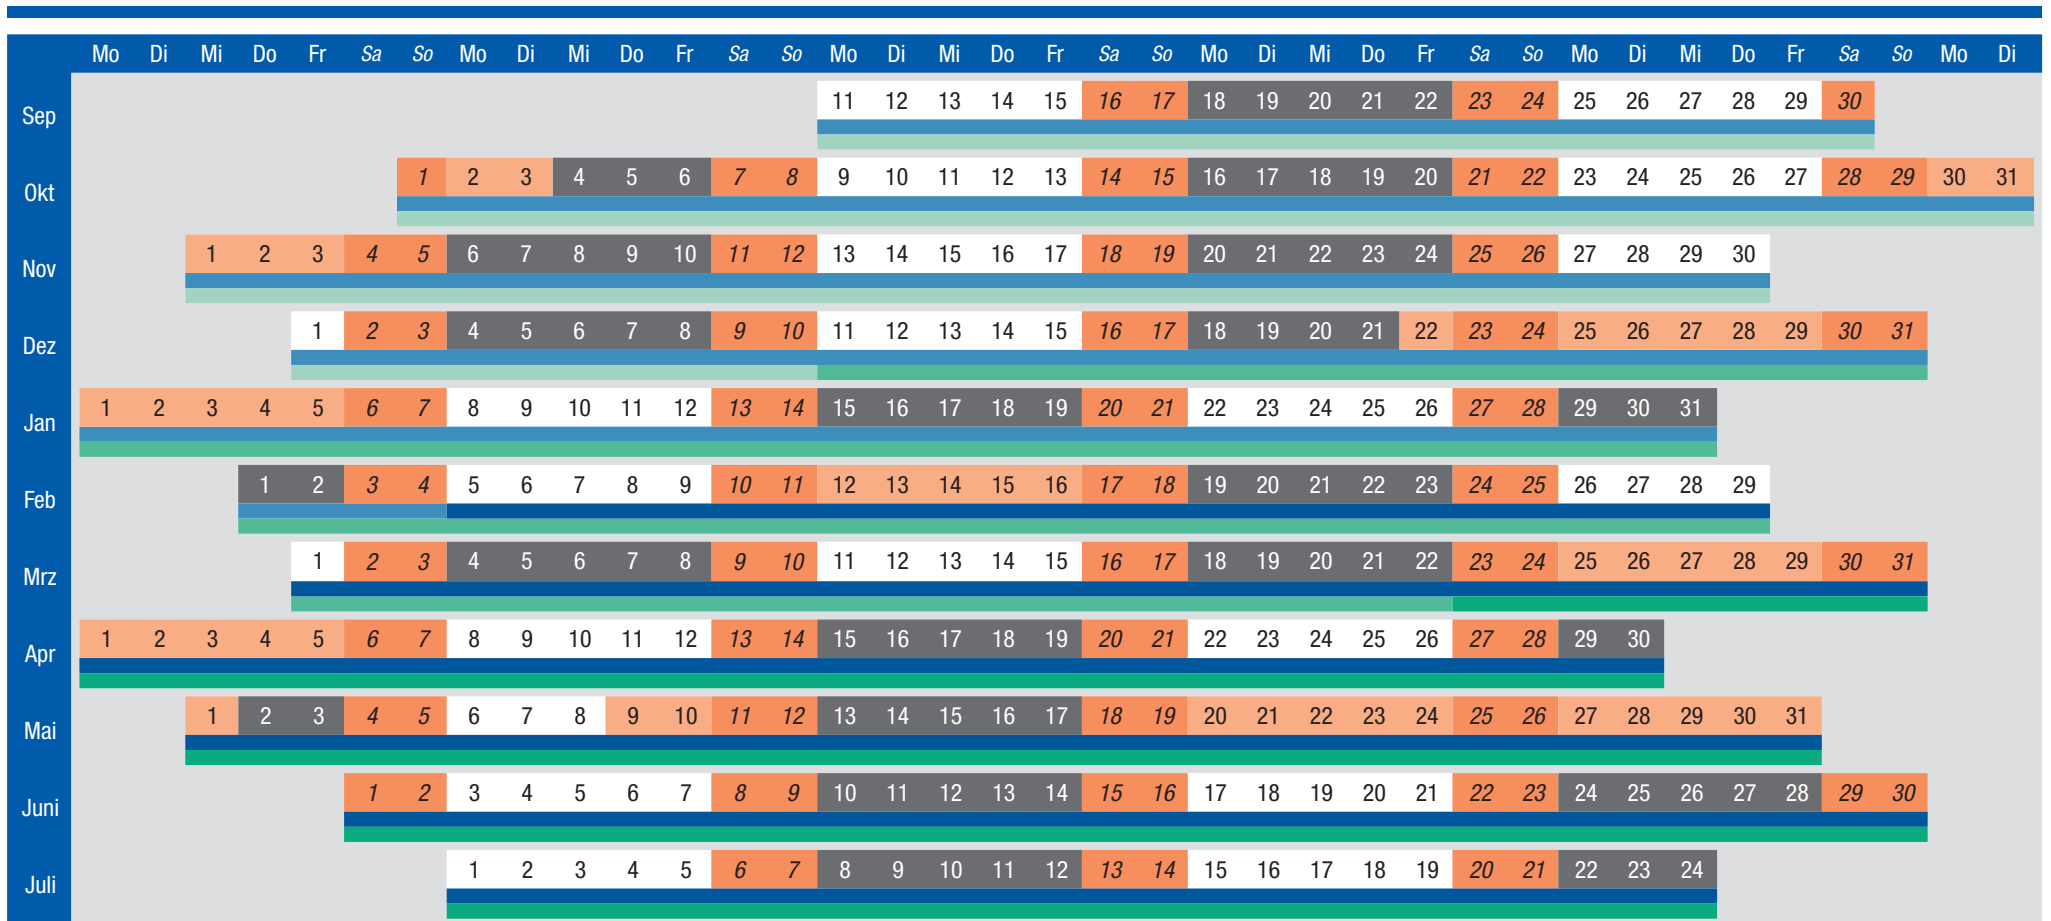 Mo Di Mi Do Fr Sa So Mo Di Mi Do Fr Sa So Mo Di Mi Do Fr Sa So Mo Di Mi Do Fr Sa So Mo Di Mi Do Fr Sa So Mo Di
Sep 11 12 13 14 15 16 17 18 19 20 21 22 23 24 25 26 27 28 29 30
Okt 1 2 3 4 5 6 7 8 9 10 11 12 13 14 15 16 17 18 19 20 21 22 23 24 25 26 27 28 29 30 31
Nov 1 2 3 4 5 6 7 8 9 10 11 12 13 14 15 16 17 18 19 20 21 22 23 24 25 26 27 28 29 30
Dez 1 2 3 4 5 6 7 8 9 10 11 12 13 14 15 16 17 18 19 20 21 22 23 24 25 26 27 28 29 30 31
Jan 1 2 3 4 5 6 7 8 9 10 11 12 13 14 15 16 17 18 19 20 21 22 23 24 25 26 27 28 29 30 31
Feb 1 2 3 4 5 6 7 8 9 10 11 12 13 14 15 16 17 18 19 20 21 22 23 24 25 26 27 28 29
Mrz 1 2 3 4 5 6 7 8 9 10 11 12 13 14 15 16 17 18 19 20 21 22 23 24 25 26 27 28 29 30 31
Apr 1 2 3 4 5 6 7 8 9 10 11 12 13 14 15 16 17 18 19 20 21 22 23 24 25 26 27 28 29 30
Mai 1 2 3 4 5 6 7 8 9 10 11 12 13 14 15 16 17 18 19 20 21 22 23 24 25 26 27 28 29 30 31
Juni 1 2 3 4 5 6 7 8 9 10 11 12 13 14 15 16 17 18 19 20 21 22 23 24 25 26 27 28 29 30
Juli 1 2 3 4 5 6 7 8 9 10 11 12 13 14 15 16 17 18 19 20 21 22 23 24